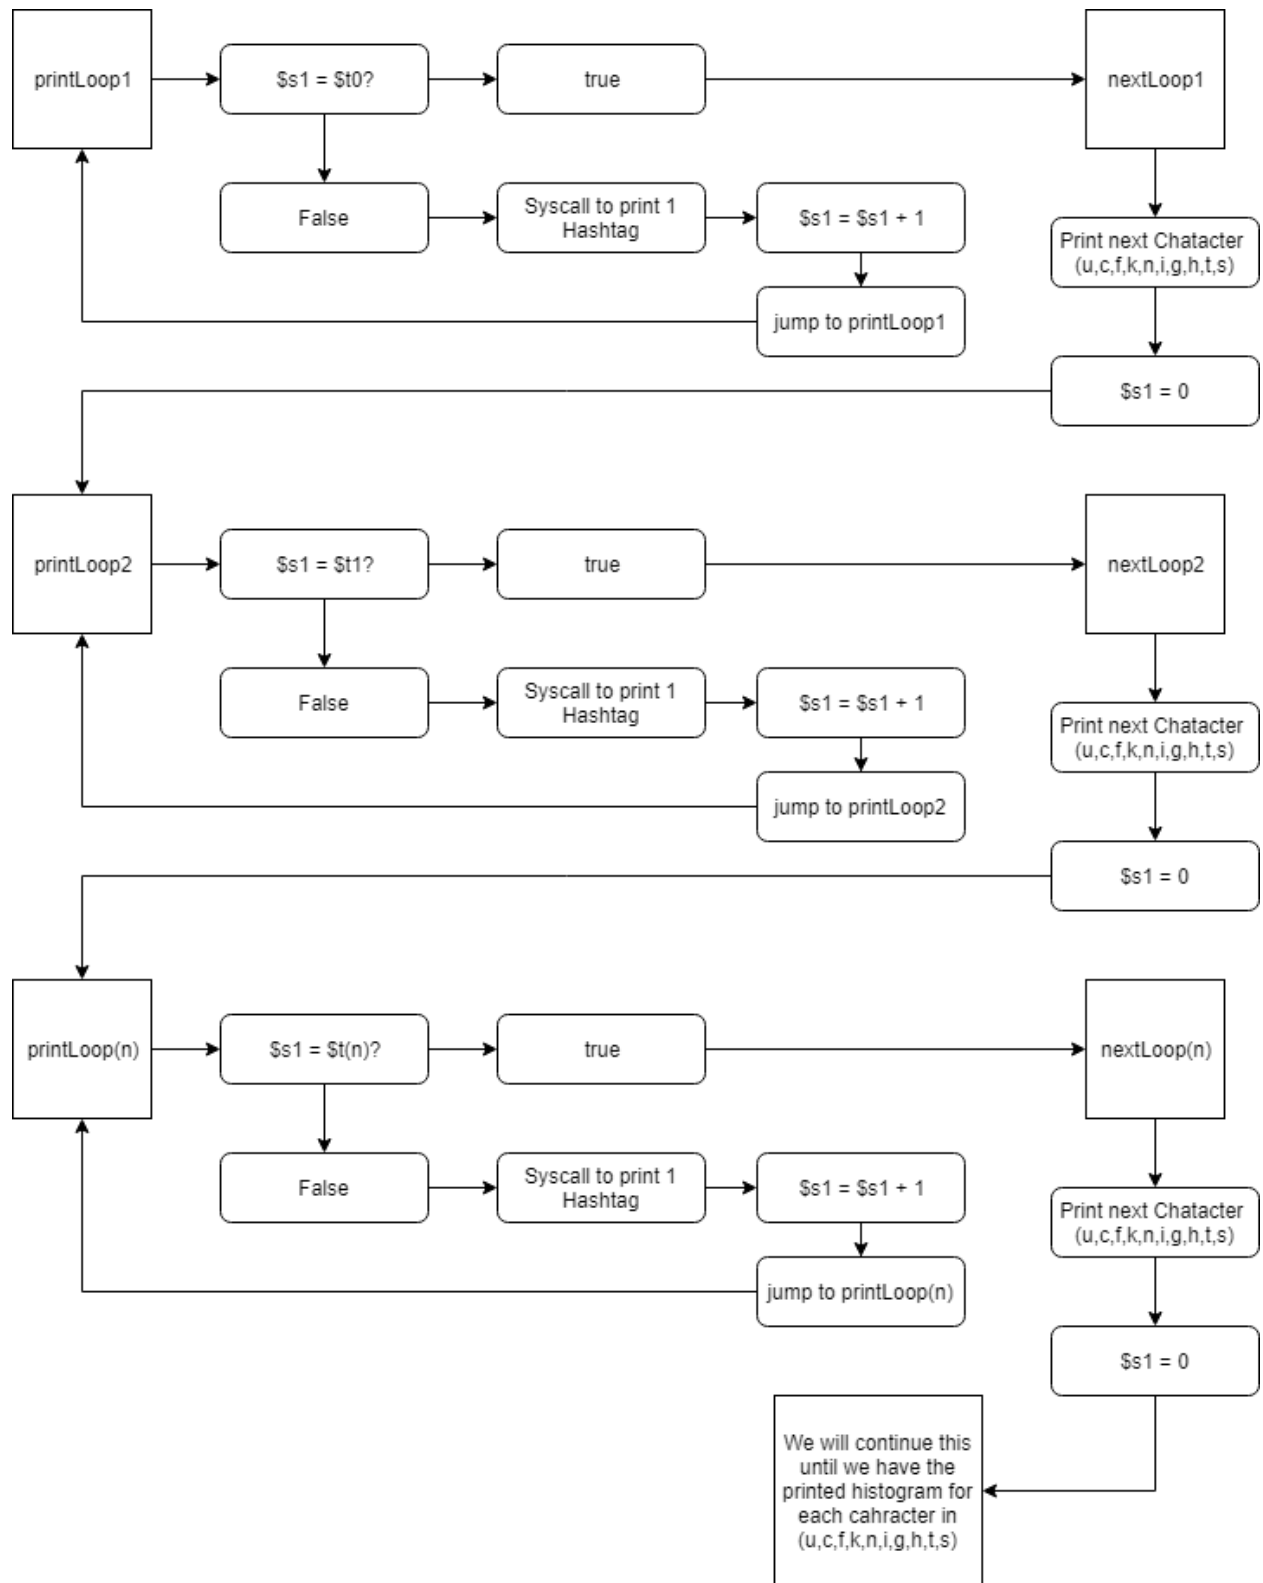 printLoop1
$s1 = $t0?
true
nextLoop1
False
Syscall to print 1
Hashtag
$s1 = $s1 + 1
Print next Chatacter
(u,c,f,k,n,i,g,h,t,s)
jump to printLoop1
$s1 = 0
printLoop2
$s1 = $t1?
true
nextLoop2
False
Syscall to print 1
Hashtag
$s1 = $s1 + 1
Print next Chatacter
(u,c,f,k,n,i,g,h,t,s)
jump to printLoop2
$s1 = 0
printLoop(n)
$s1 = $t(n)?
true
nextLoop(n)
False
Syscall to print 1
Hashtag
$s1 = $s1 + 1
Print next Chatacter
(u,c,f,k,n,i,g,h,t,s)
jump to printLoop(n)
$s1 = 0
We will continue this
until we have the
printed histogram for
each cahracter in
(u,c,f,k,n,i,g,h,t,s)